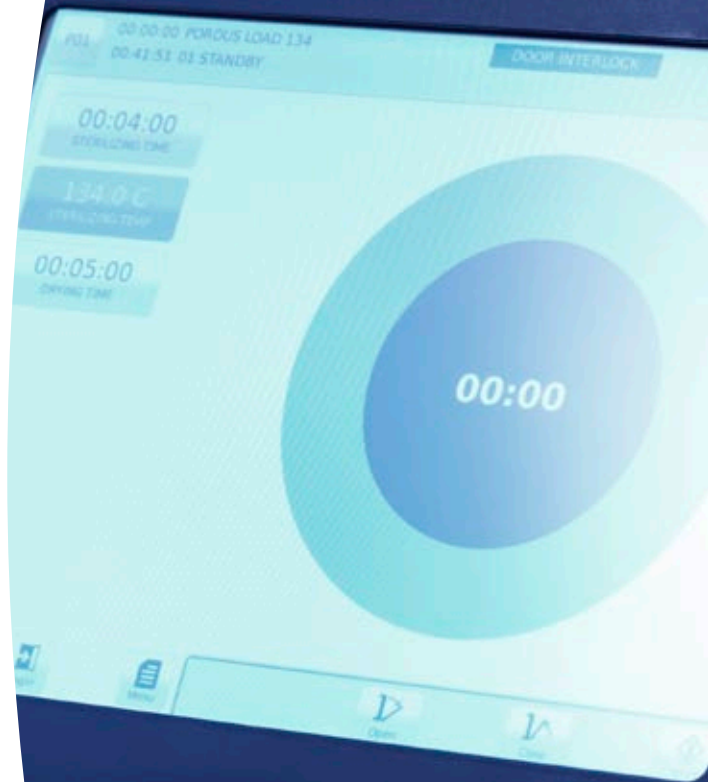 P01
00:00:00 POROUS LOAD 134
00:41:51 01 STANDBY
DOOR INTERLOCK
00:04:00
STERILIZING TIME
134.0 C
STERILIZING TEMP
00:05:00
DRYING TIME
00:00
Menu
Open
Close